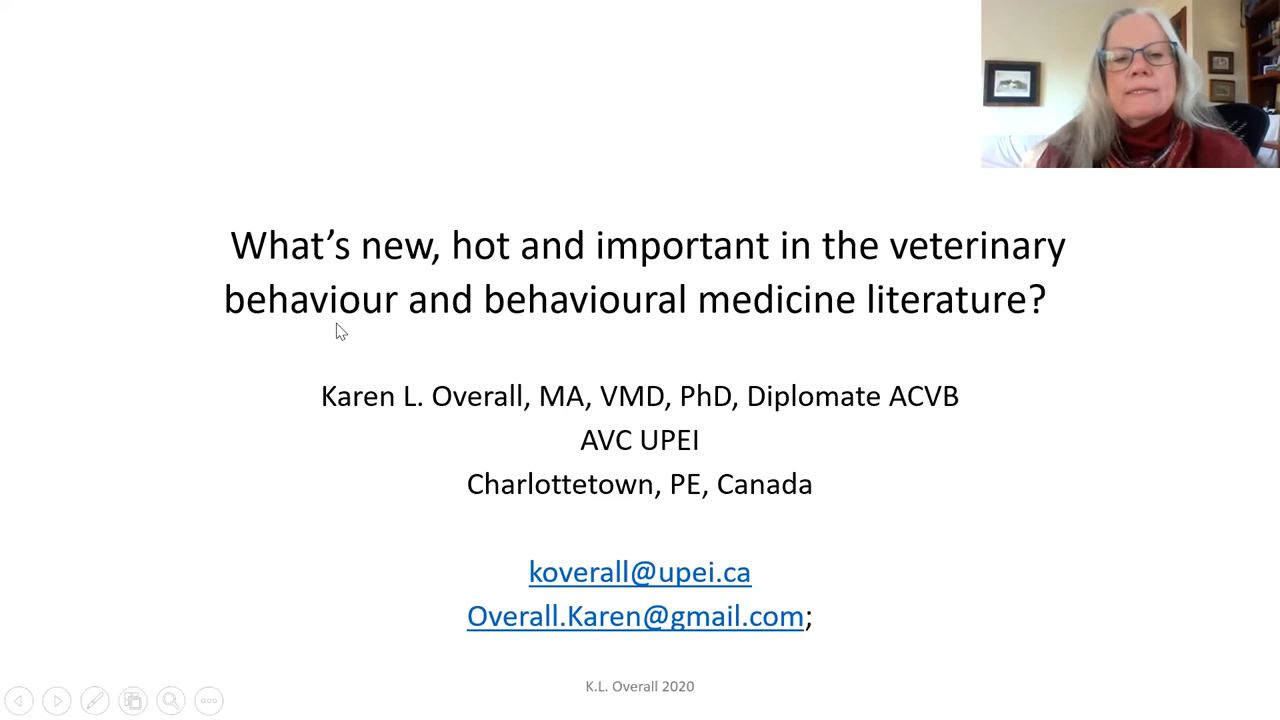 What's new, hot and important in the veterinary
behaviour and behavioural medicine literature?
Karen L. Overall, MA, VMD, PhD, Diplomate ACVB
AVC UPEI
Charlottetown, PE, Canada
koverall@upei.ca
Overall.Karen@gmail.com;
K.L. Overall 2020